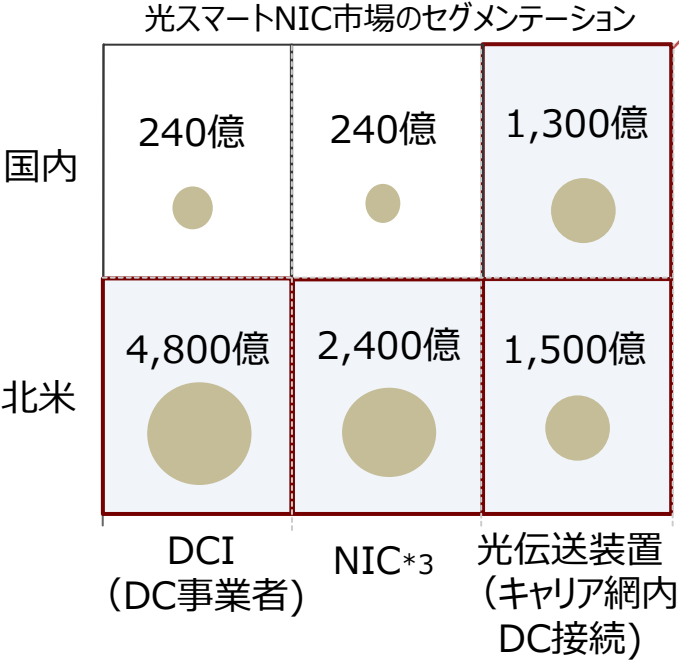 光スマートNIC市場のセグメンテーション
国内
240億
240億
1,300億
北米
4,800億
2,400億
1,500億
DCI
（DC事業者）
NIC*3
光伝送装置
（キャリア網内
DC接続)